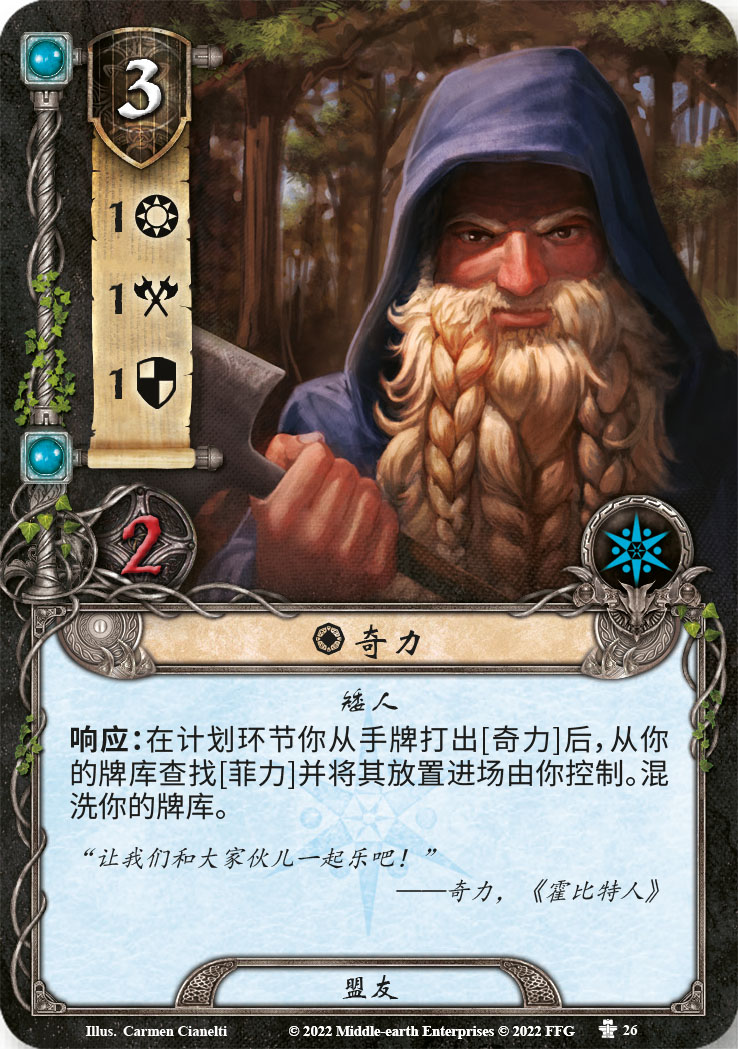 3
1
1
1
2
奇力
矮人
响应：在计划环节你从手牌打出[奇力]后，从你
的牌库查找[菲力]并将其放置进场由你控制。混
洗你的牌库。
“让我们和大家伙儿一起乐吧！”
——奇力，《霍比特人》
盟友
Illus. Carmen Cianelti © 2022 Middle-earth Enterprises © 2022 FFG 26